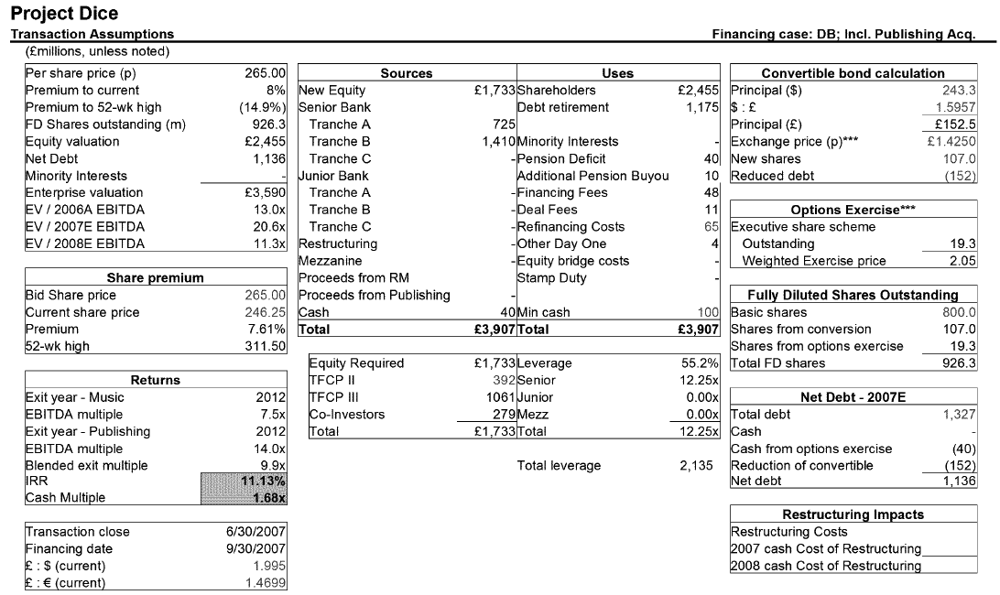 Project Dice
Transaction Assumptions Financing case: DB; Incl. Publishing Acq.
(£millions, unless noted)
Per share price (p) 265.00
Premium to current 8%
Premium to 52-wk high (14.9%)
FD Shares outstanding (m) 926.3
Equity valuation £2,455
Net Debt 1,136
Minority Interests -
Enterprise valuation £3,590
EV / 2006A EBITDA 13.0x
EV / 2007E EBITDA 20.6x
EV / 2008E EBITDA 11.3x
Share premium
Bid Share price 265.00
Current share price 246.25
Premium 7.61%
52-wk high 311.50
Returns
Exit year - Music 2012
EBITDA multiple 7.5x
Exit year - Publishing 2012
EBITDA multiple 14.0x
Blended exit multiple 9.9x
IRR 11.13%
Cash Multiple 1.68x
Transaction close 6/30/2007
Financing date 9/30/2007
£ : $ (current) 1.995
£ : € (current) 1.4699
Sources Uses
New Equity £1,733 Shareholders £2,455
Senior Bank Debt retirement 1,175
Tranche A 725
Tranche B 1,410 Minority Interests -
Tranche C - Pension Deficit 40
Junior Bank Additional Pension Buyou 10
Tranche A - Financing Fees 48
Tranche B - Deal Fees 11
Tranche C - Refinancing Costs 65
Restructuring - Other Day One 4
Mezzanine - Equity bridge costs -
Proceeds from RM Stamp Duty -
Proceeds from Publishing -
Cash 40 Min cash 100
Total £3,907 Total £3,907
Equity Required £1,733 Leverage 55.2%
TFCP II 392 Senior 12.25x
TFCP III 1061 Junior 0.00x
Co-Investors 279 Mezz 0.00x
Total £1,733 Total 12.25x
Total leverage 2,135
Convertible bond calculation
Principal ($) 243.3
$ : £ 1.5957
Principal (£) £152.5
Exchange price (p)*** £1.4250
New shares 107.0
Reduced debt (152)
Options Exercise***
Executive share scheme
Outstanding 19.3
Weighted Exercise price 2.05
Fully Diluted Shares Outstanding
Basic shares 800.0
Shares from conversion 107.0
Shares from options exercise 19.3
Total FD shares 926.3
Net Debt - 2007E
Total debt 1,327
Cash -
Cash from options exercise (40)
Reduction of convertible (152)
Net debt 1,136
Restructuring Impacts
Restructuring Costs
2007 cash Cost of Restructuring
2008 cash Cost of Restructuring